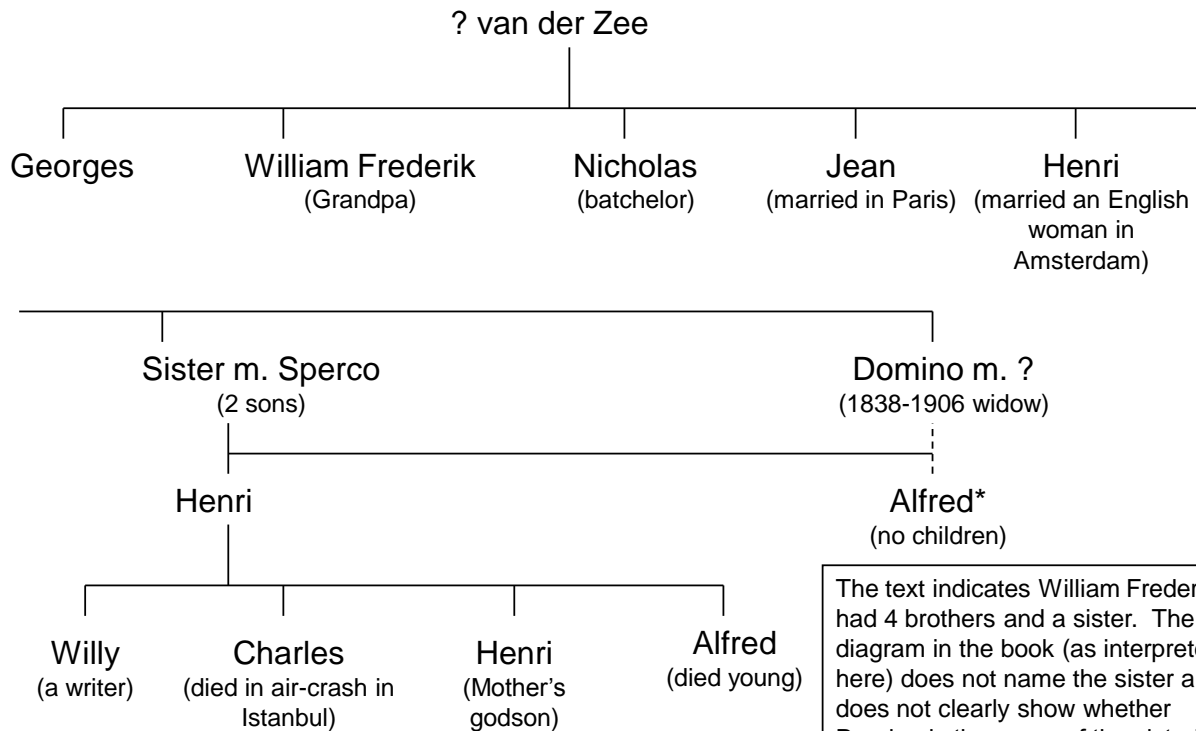 ? van der Zee
Georges
William Frederik
(Grandpa)
Nicholas
(batchelor)
Jean
(married in Paris)
Henri
(married an English
woman in
Amsterdam)
Sister m. Sperco
(2 sons)
Domino m. ?
(1838-1906 widow)
Henri
Alfred*
(no children)
Willy
(a writer)
Charles
(died in air-crash in
Istanbul)
Henri
(Mother's
godson)
Alfred
(died young)
The text indicates William
had 4 brothers and a sister. The
diagram in the book (as
here) does not name the sister
does not clearly show whether